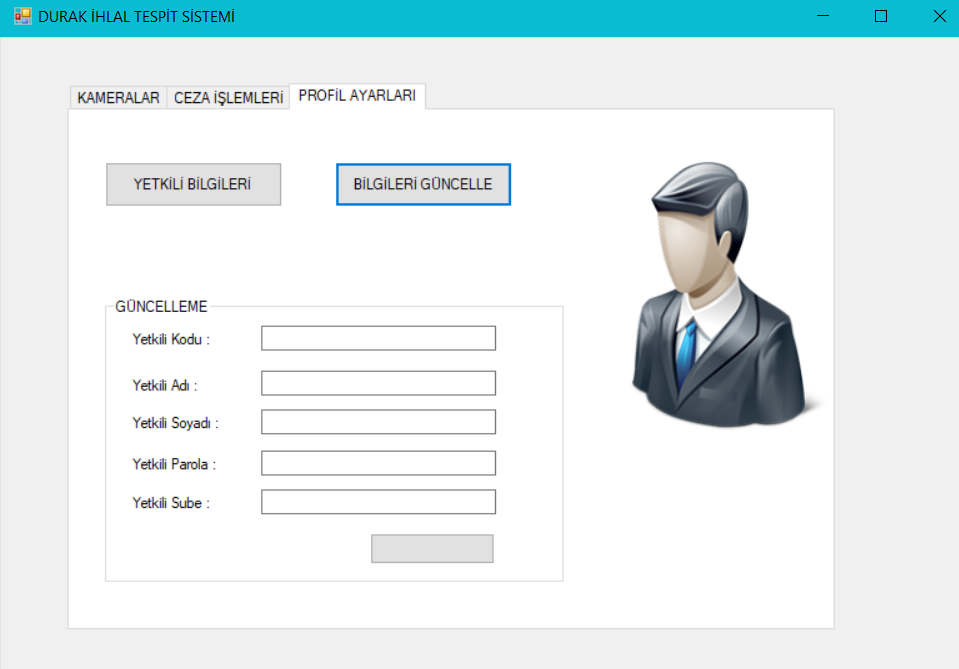 DURAK İHLAL TESPİT SİSTEMİ
KAMERALAR CEZA İŞLEMLERİ PROFİL AYARLARI
YETKİLİ BİLGİLERİ BİLGİLERİ GÜNCELLE
GÜNCELLEME
Yetkili Kodu :
Yetkili Adı :
Yetkili Soyadı :
Yetkili Parola :
Yetkili Sube :